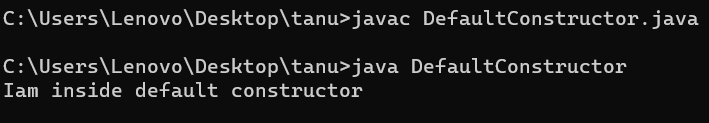 C:\Users\Lenovo\Desktop\tanu>javac DefaultConstructor.java
C:\Users\Lenovo\Desktop\tanu>java DefaultConstructor
Iam inside default constructor